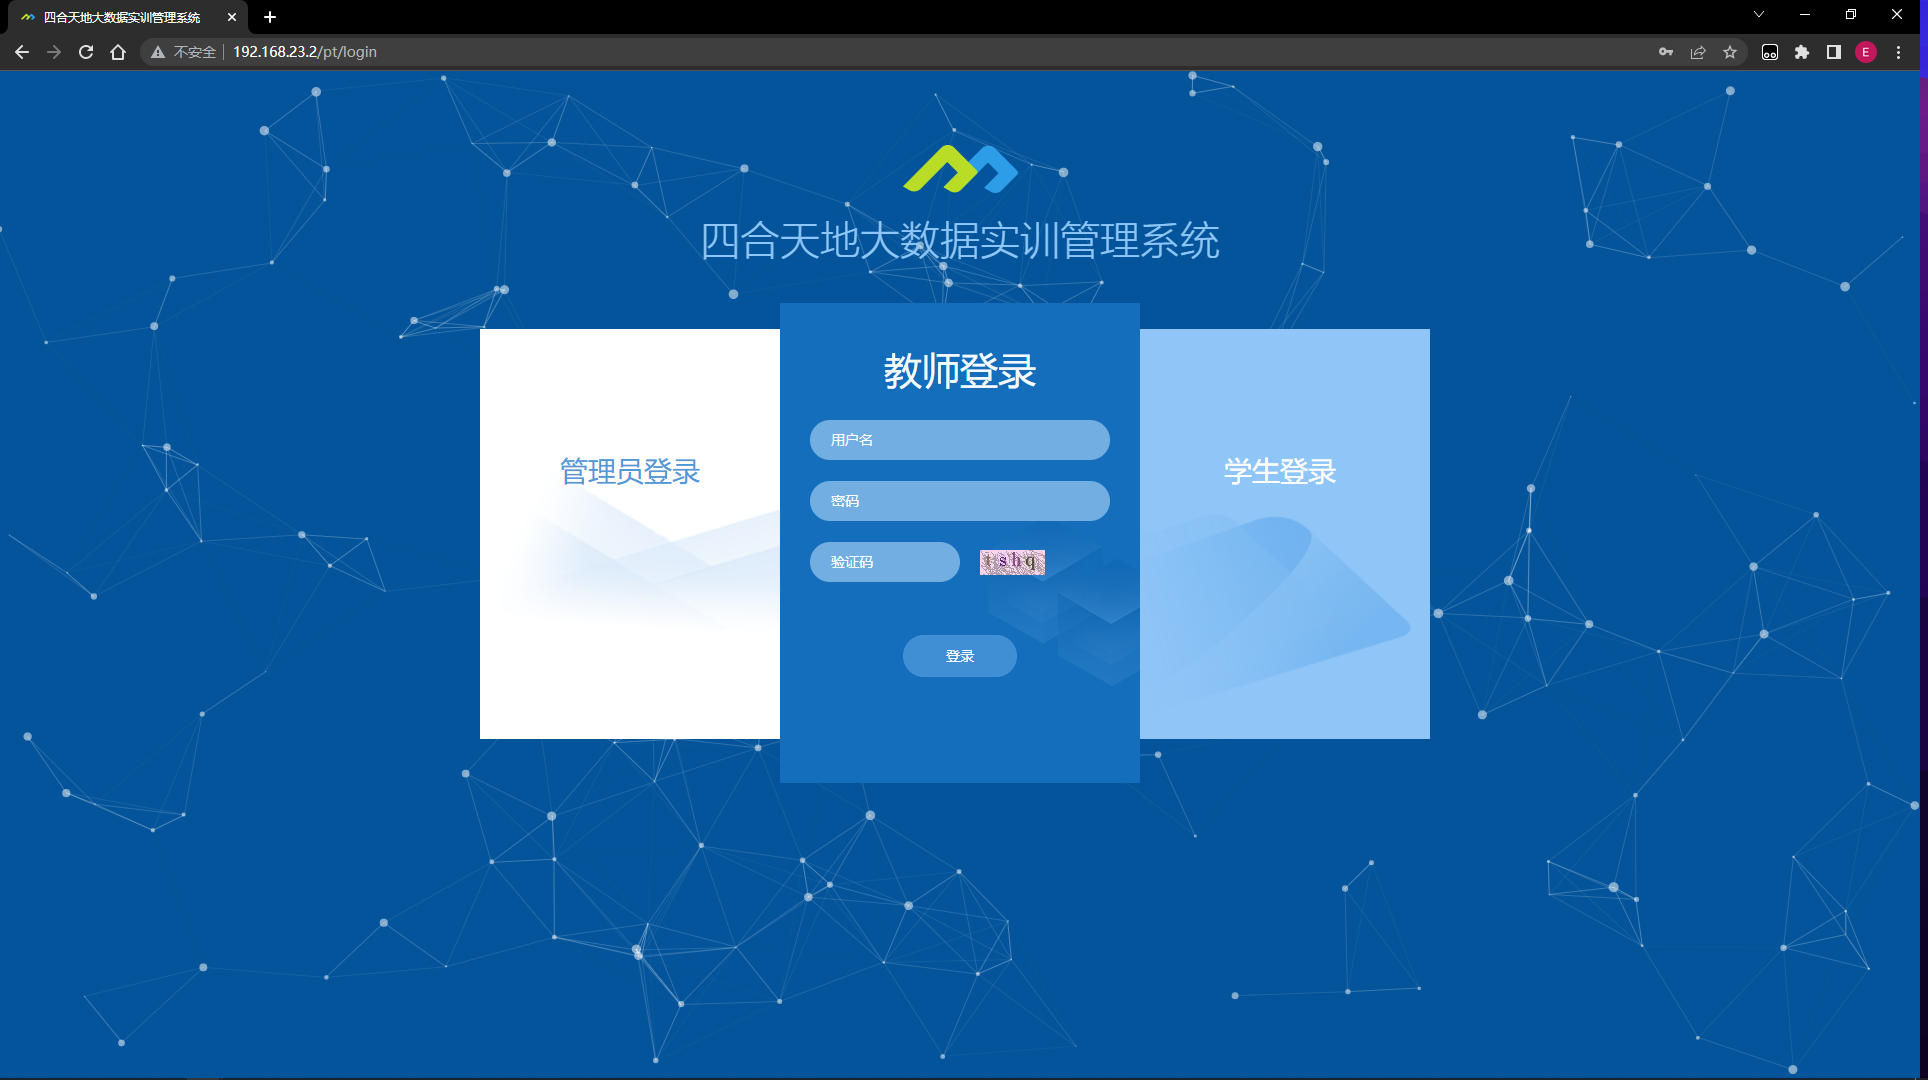 四合天地大数据实训管理系统
不安全 192.168.23.2/pt/login
E
四合天地大数据实训管理系统
管理员登录
教师登录
用户名
密码
验证码
tshq
登录
学生登录